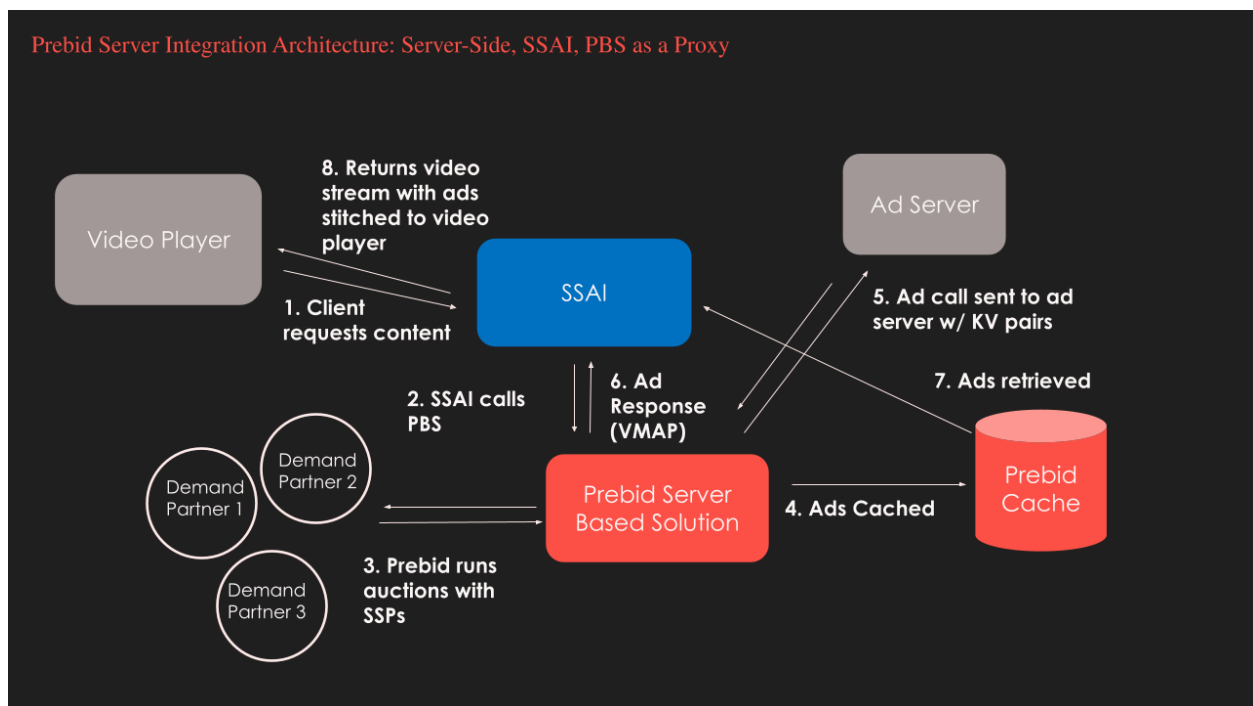 Prebid Server Integration Architecture: Server-Side, SSAI, PBS as a Proxy
8. Returns video
stream with ads
stitched to video
player
Video Player
Ad Server
SSAI
1. Client
requests content
5. Ad call sent to ad
server w/ KV pairs
2. SSAI calls
PBS
6. Ad
Response
(VMAP)
7. Ads retrieved
Demand
Partner 1
Demand
Partner 2
Demand
Partner 3
Prebid Server
Based Solution
4. Ads Cached
Prebid
Cache
3. Prebid runs
auctions with
SSPs